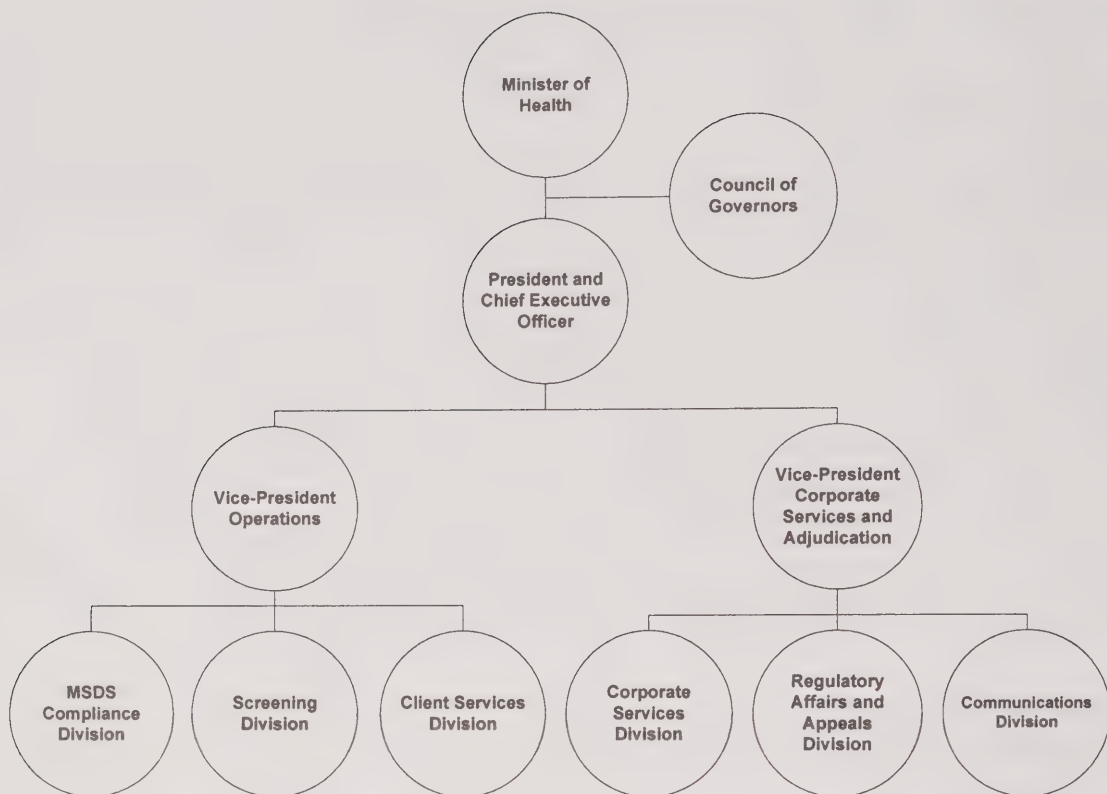 Minister of
Health
Council of
Governors
President and
Chief Executive
Officer
Vice-President
Operations
Vice-President
Corporate
Services and
Adjudication
MSDS
Compliance
Division
Screening
Division
Client Services
Division
Corporate
Services
Division
Regulatory
Affairs and
Appeals
Division
Communications
Division